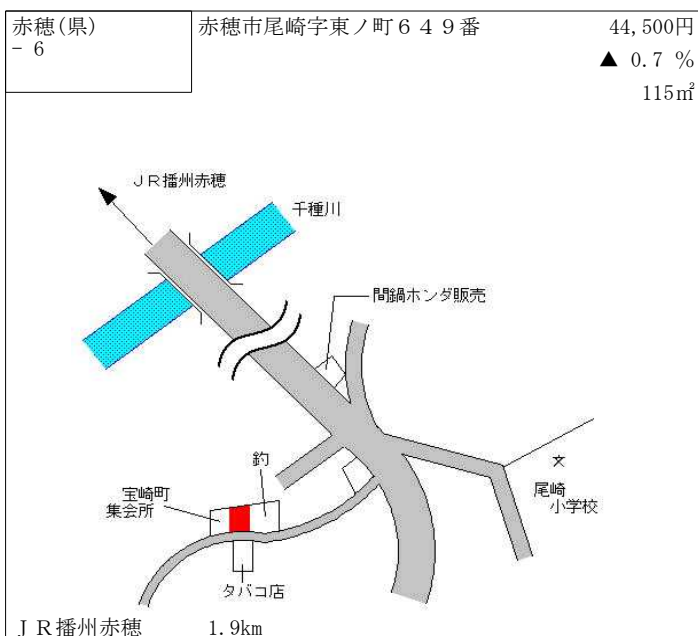 赤穂(県)
- 6
赤穂市尾崎字東ノ町６４９番
44,500円
▲ 0.7 %
115㎡
ＪＲ播州赤穂
千種川
間鍋ホンダ販売
釣
宝崎町
集会所
文
尾崎
小学校
タバコ店
ＪＲ播州赤穂 1.9km